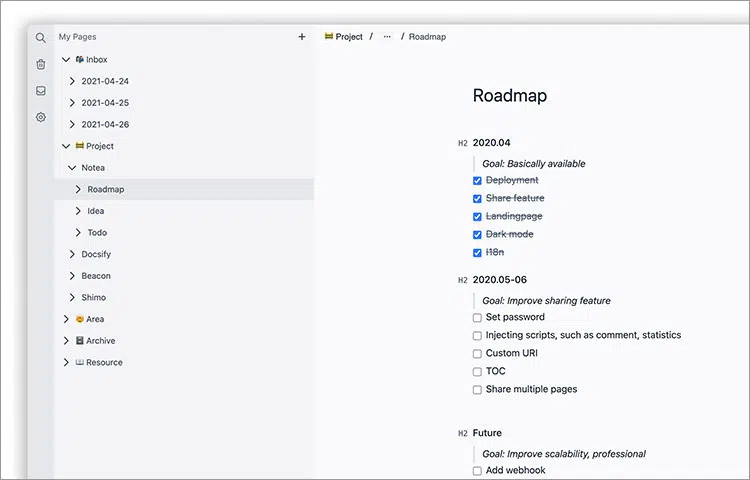 My Pages +
Inbox
2021-04-24
2021-04-25
2021-04-26
Project
Notea
Roadmap
Idea
Todo
Docsify
Beacon
Shimo
Area
Archive
Resource
Project / ··· / Roadmap
Roadmap
H2 2020.04
Goal: Basically available
Deployment
Share feature
Landingpage
Dark mode
I18n
H2 2020.05-06
Goal: Improve sharing feature
Set password
Injecting scripts, such as comment, statistics
Custom URI
TOC
Share multiple pages
H2 Future
Goal: Improve scalability, professional
Add webhook